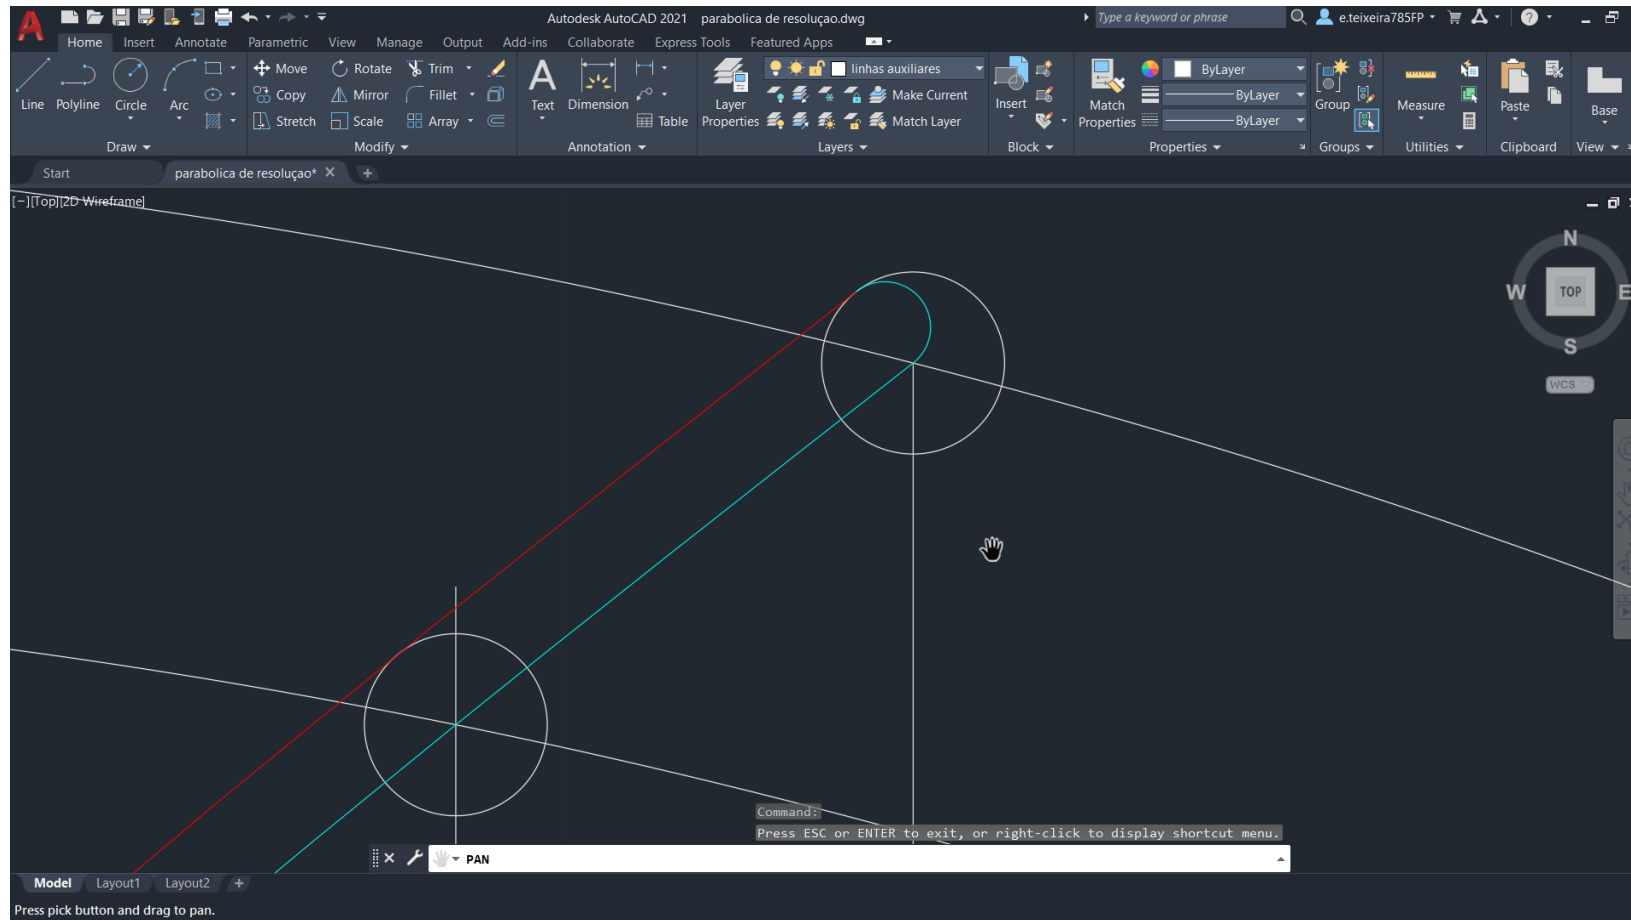 Autodesk AutoCAD 2021 parabolica de resoluçao.dwg
Type a keyword or phrase
e.teixeira785FP
Home Insert Annotate Parametric View Manage Output Add-ins Collaborate Express Tools Featured Apps
Line Polyline Circle Arc
Move Rotate Trim
Copy Mirror Fillet
Stretch Scale Array
Text Dimension
Table
Layer Properties
linhas auxiliares
Make Current
Match Layer
Insert
Match Properties
ByLayer
ByLayer
ByLayer
Group
Measure
Paste
Base
Draw Modify Annotation Layers Block Properties Groups Utilities Clipboard View
Start parabolica de resoluçao*
[−][Top][2D Wireframe]
N
W TOP E
S
WCS
Command:
Press ESC or ENTER to exit, or right-click to display shortcut menu.
PAN
Model Layout1 Layout2
Press pick button and drag to pan.